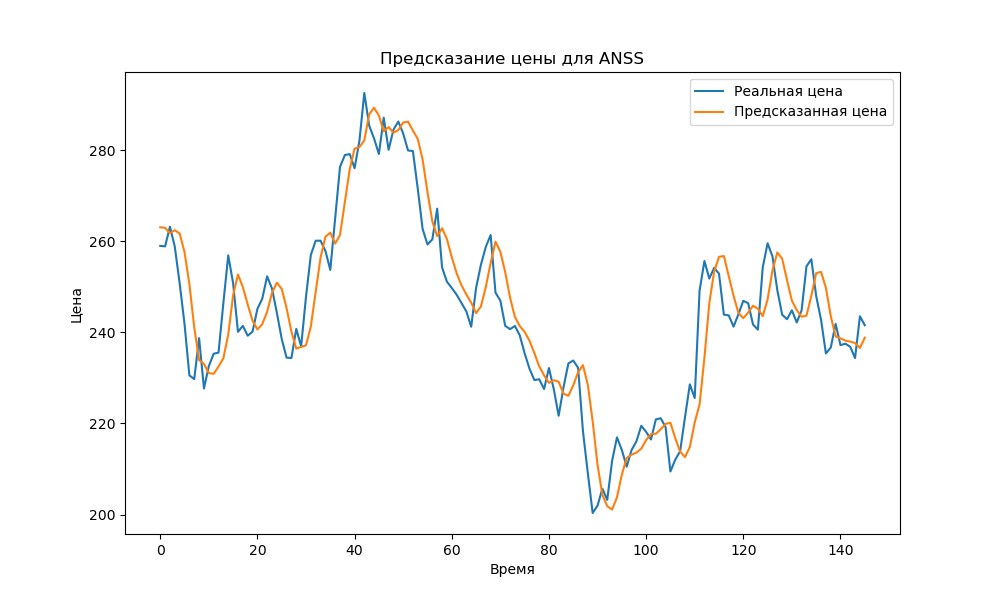 Предсказание цены для ANSS
Реальная цена
Предсказанная цена
Цена
280
260
240
220
200
0 20 40 60 80 100 120 140
Время